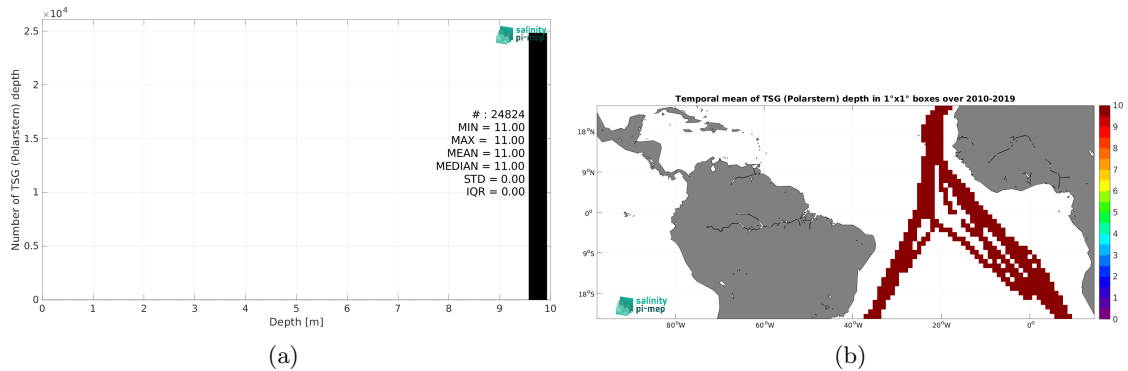 ×10⁴
2.5
2
1.5
1
0.5
0
Number of TSG (Polarstern) depth
salinity
pi-mep
# : 24824
MIN = 11.00
MAX = 11.00
MEAN = 11.00
MEDIAN = 11.00
STD = 0.00
IQR = 0.00
0 1 2 3 4 5 6 7 8 9 10
Depth [m]
(a)
Temporal mean of TSG (Polarstern) depth in 1°x1° boxes over 2010-2019
18°N
9°N
0°
9°S
18°S
80°W 60°W 40°W 20°W 0°
salinity
pi-mep
10
9
8
7
6
5
4
3
2
1
0
(b)